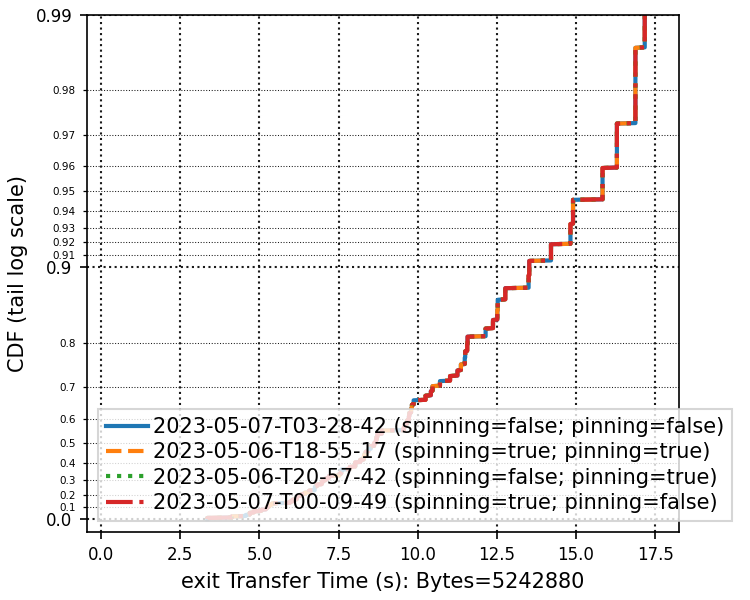 CDF (tail log scale)
0.99
0.98
0.97
0.96
0.95
0.94
0.93
0.92
0.91
0.9
0.8
0.7
0.6
0.5
0.4
0.3
0.2
0.1
0.0
2023-05-07-T03-28-42 (spinning=false; pinning=false)
2023-05-06-T18-55-17 (spinning=true; pinning=true)
2023-05-06-T20-57-42 (spinning=false; pinning=true)
2023-05-07-T00-09-49 (spinning=true; pinning=false)
0.0 2.5 5.0 7.5 10.0 12.5 15.0 17.5
exit Transfer Time (s): Bytes=5242880